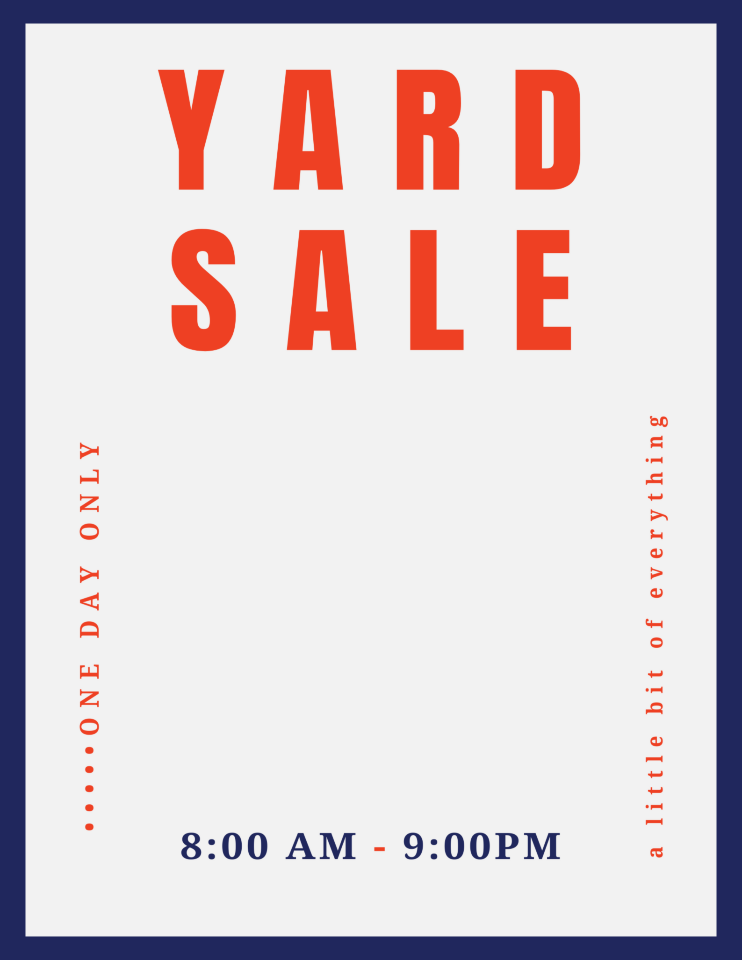 YARD
SALE
•••••ONE DAY ONLY
a little bit of everything
8:00 AM - 9:00PM